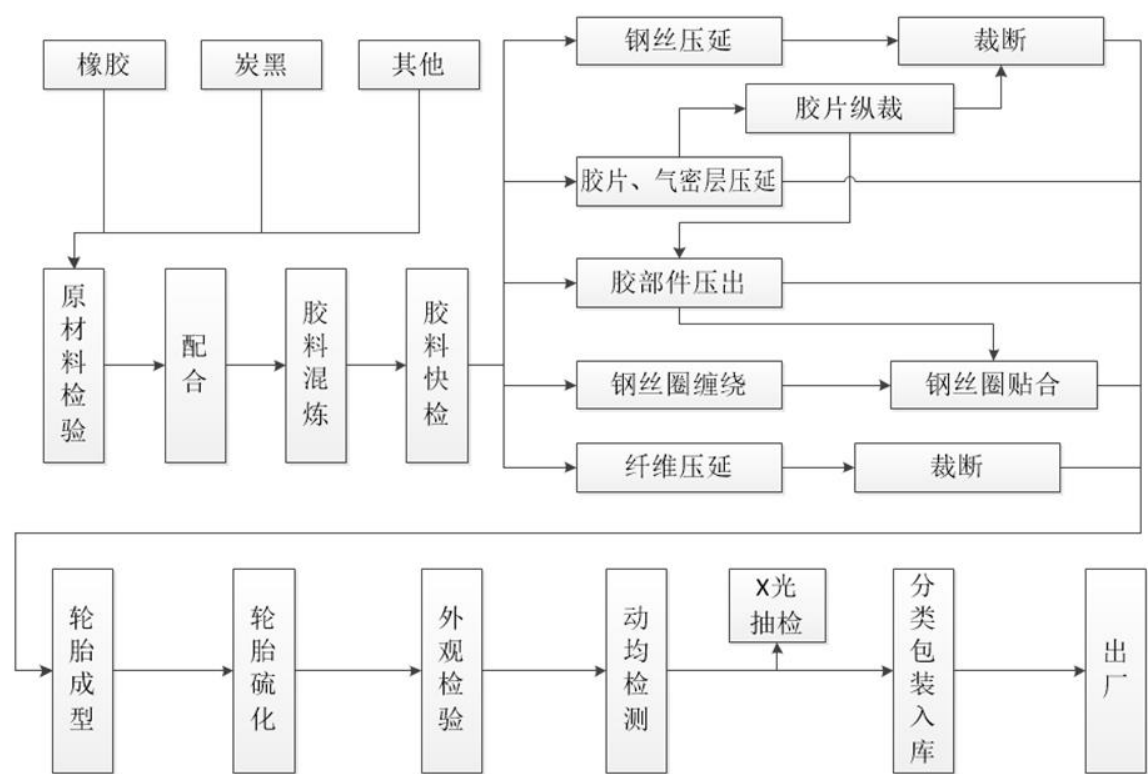 橡胶
炭黑
其他
钢丝压延
裁断
胶片纵裁
胶片、气密层压延
胶部件压出
钢丝圈缠绕
钢丝圈贴合
纤维压延
裁断
原材料检验
配合
胶料混炼
胶料快检
轮胎成型
轮胎硫化
外观检验
动均检测
X光
抽检
分类包装入库
出厂